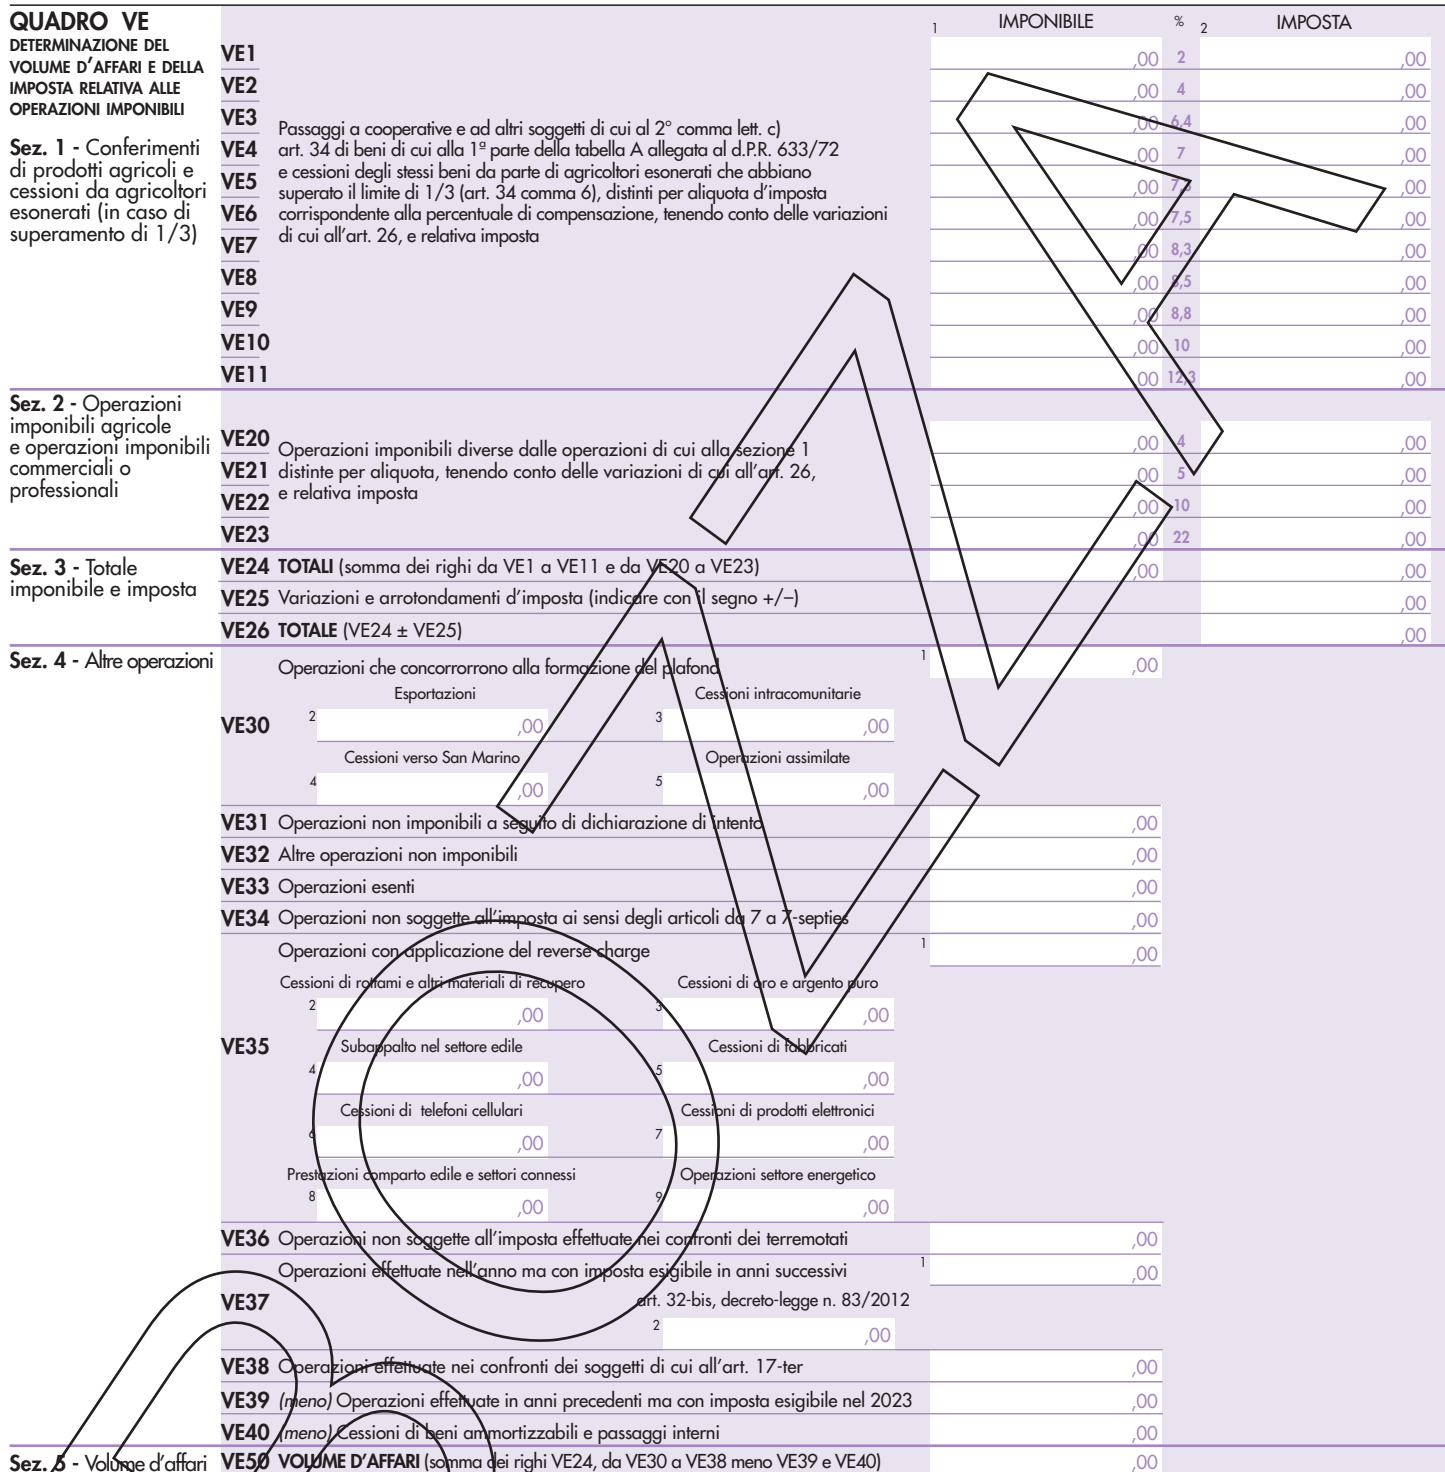 QUADRO VE
DETERMINAZIONE DEL
VOLUME D'AFFARI E DELLA
IMPOSTA RELATIVA ALLE
OPERAZIONI IMPONIBILI
1 IMPONIBILE % 2 IMPOSTA
Sez. 1 - Conferimenti
di prodotti agricoli e
cessioni da agricoltori
esonerati (in caso di
superamento di 1/3)
Passaggi a cooperative e ad altri soggetti di cui al 2° comma lett. c)
art. 34 di beni di cui alla 1ª parte della tabella A allegata al d.P.R. 633/72
e cessioni degli stessi beni da parte di agricoltori esonerati che abbiano
superato il limite di 1/3 (art. 34 comma 6), distinti per aliquota d'imposta
corrispondente alla percentuale di compensazione, tenendo conto delle variazioni
di cui all'art. 26, e relativa imposta
VE1 ,00 2 ,00
VE2 ,00 4 ,00
VE3 ,00 6,4 ,00
VE4 ,00 7 ,00
VE5 ,00 7,3 ,00
VE6 ,00 7,5 ,00
VE7 ,00 8,3 ,00
VE8 ,00 8,5 ,00
VE9 ,00 8,8 ,00
VE10 ,00 10 ,00
VE11 ,00 12,3 ,00
Sez. 2 - Operazioni
imponibili agricole
e operazioni imponibili
commerciali o
professionali
Operazioni imponibili diverse dalle operazioni di cui alla sezione 1
distinte per aliquota, tenendo conto delle variazioni di cui all'art. 26,
e relativa imposta
VE20 ,00 4 ,00
VE21 ,00 5 ,00
VE22 ,00 10 ,00
VE23 ,00 22 ,00
Sez. 3 - Totale
imponibile e imposta
VE24 TOTALI (somma dei righi da VE1 a VE11 e da VE20 a VE23) ,00 ,00
VE25 Variazioni e arrotondamenti d'imposta (indicare con il segno +/–) ,00
VE26 TOTALE (VE24 ± VE25) ,00
Sez. 4 - Altre operazioni
Operazioni che concorrorrono alla formazione del plafond 1 ,00
Esportazioni Cessioni intracomunitarie
VE30 2 ,00 3 ,00
Cessioni verso San Marino Operazioni assimilate
4 ,00 5 ,00
VE31 Operazioni non imponibili a seguito di dichiarazione di intento ,00
VE32 Altre operazioni non imponibili ,00
VE33 Operazioni esenti ,00
VE34 Operazioni non soggette all'imposta ai sensi degli articoli da 7 a 7-septies ,00
Operazioni con applicazione del reverse charge 1 ,00
Cessioni di rottami e altri materiali di recupero Cessioni di oro e argento puro
2 ,00 3 ,00
VE35 Subappalto nel settore edile Cessioni di fabbricati
4 ,00 5 ,00
Cessioni di telefoni cellulari Cessioni di prodotti elettronici
6 ,00 7 ,00
Prestazioni comparto edile e settori connessi Operazioni settore energetico
8 ,00 9 ,00
VE36 Operazioni non soggette all'imposta effettuate nei confronti dei terremotati ,00
Operazioni effettuate nell'anno ma con imposta esigibile in anni successivi 1 ,00
VE37 art. 32-bis, decreto-legge n. 83/2012
2 ,00
VE38 Operazioni effettuate nei confronti dei soggetti di cui all'art. 17-ter ,00
VE39 (meno) Operazioni effettuate in anni precedenti ma con imposta esigibile nel 2023 ,00
VE40 (meno) Cessioni di beni ammortizzabili e passaggi interni ,00
Sez. 5 - Volume d'affari VE50 VOLUME D'AFFARI (somma dei righi VE24, da VE30 a VE38 meno VE39 e VE40) ,00